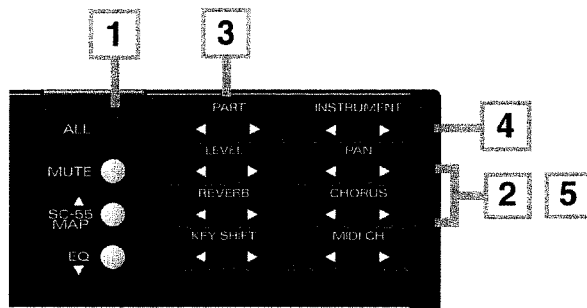 1
3
PART INSTRUMENT
ALL
4
LEVEL PAN
MUTE
2 5
REVERB CHORUS
SC-55
MAP
KEY SHIFT MIDI CH
EQ